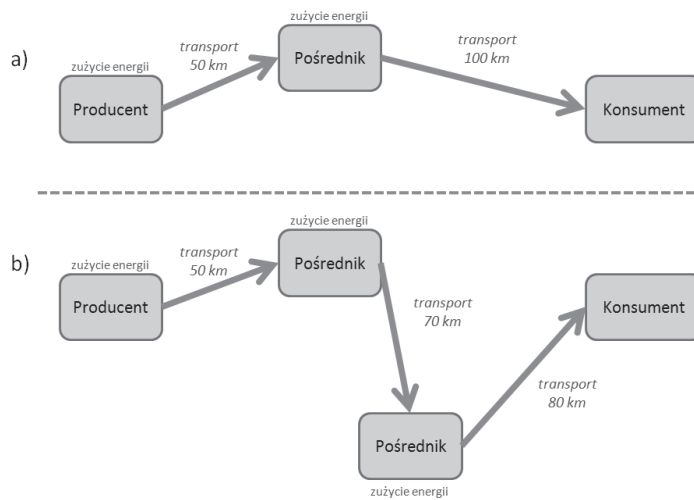 zużycie energii
transport
50 km
a)
Pośrednik
transport
100 km
zużycie energii
Producent
Konsument
zużycie energii
b)
transport
50 km
Pośrednik
zużycie energii
Producent
transport
70 km
Konsument
transport
80 km
Pośrednik
zużycie energii